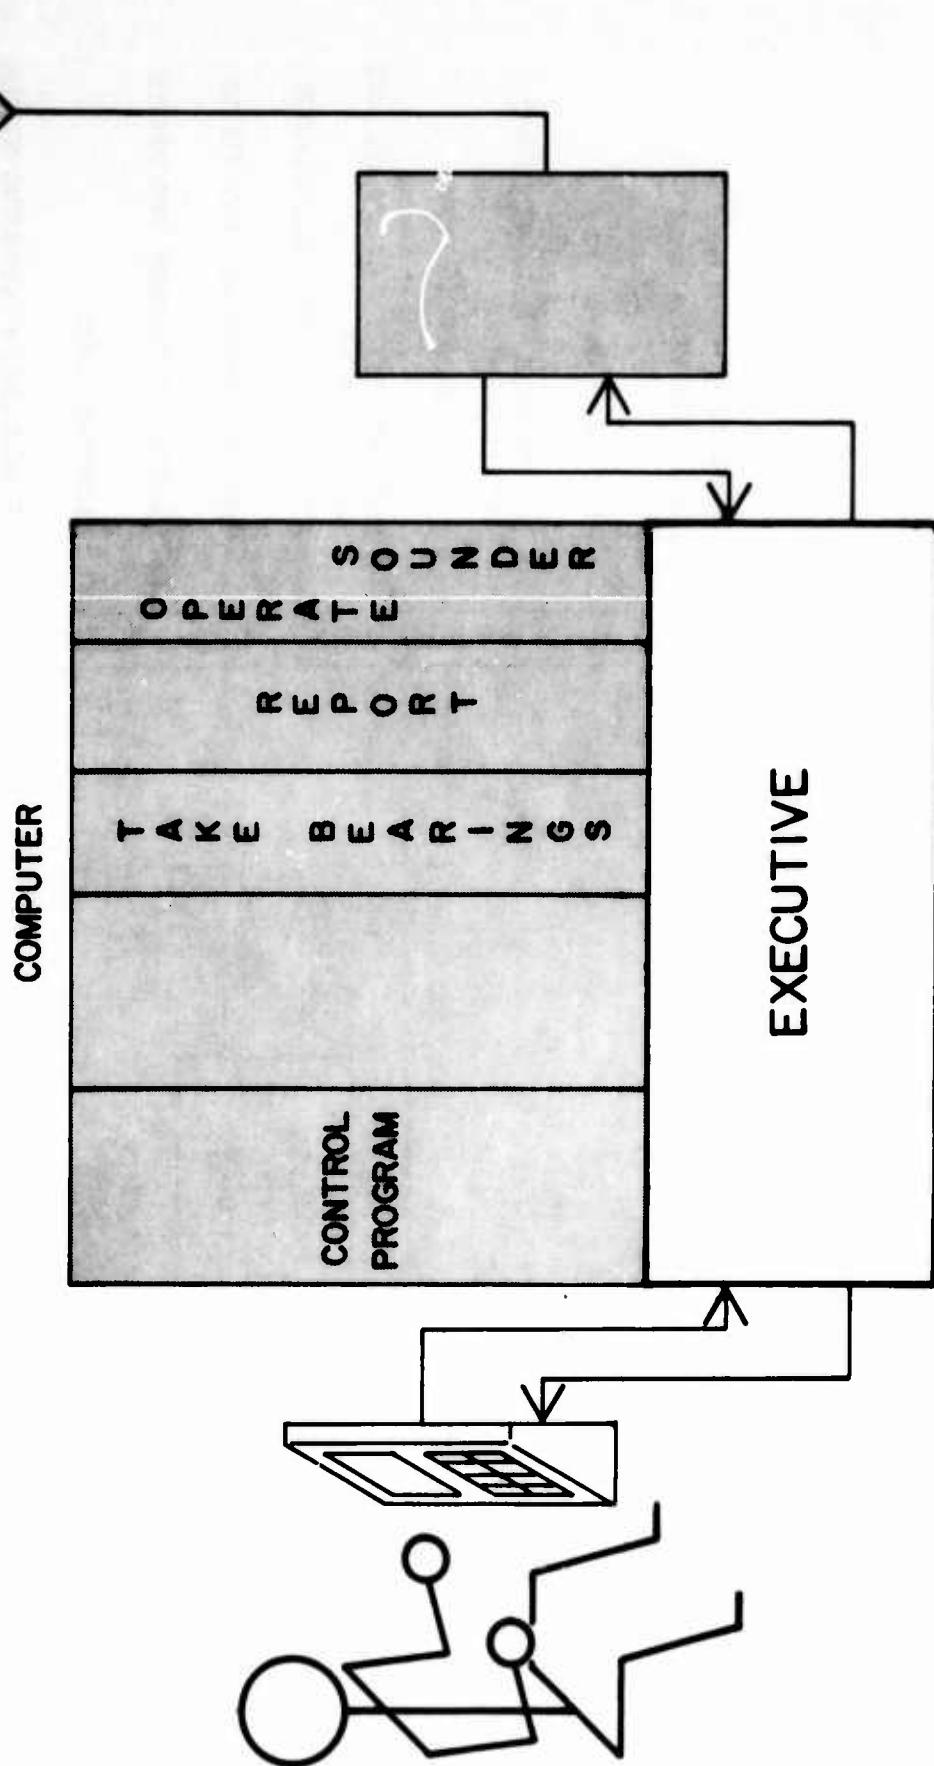 COMPUTER
CONTROL
PROGRAM
TAKE BEARINGS
REPORT
OPERATE
SOUNDER
EXECUTIVE
?